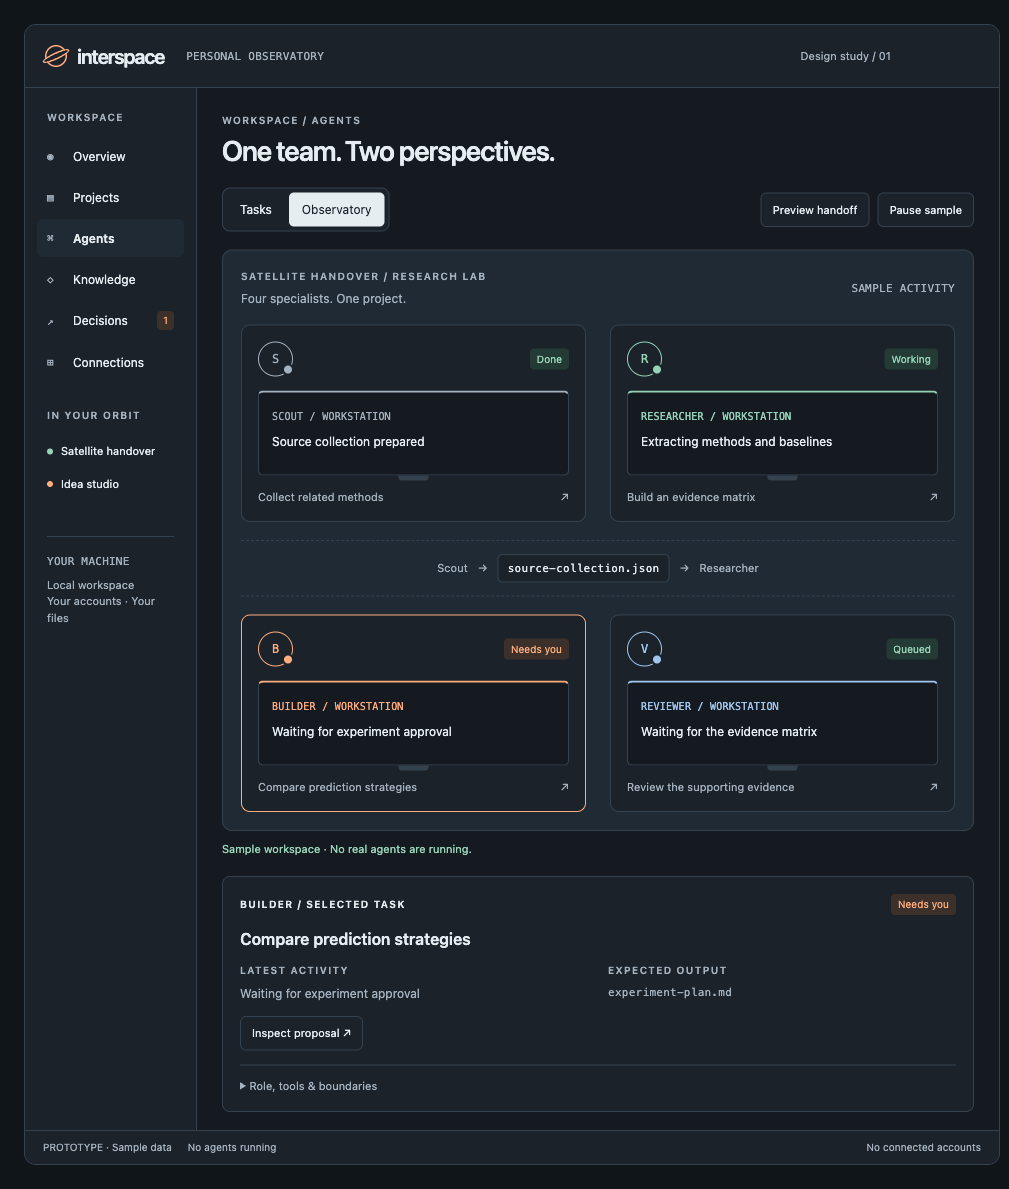 interspace
PERSONAL OBSERVATORY
Design study / 01
WORKSPACE
Overview
Projects
Agents
Knowledge
Decisions
1
Connections
IN YOUR ORBIT
Satellite handover
Idea studio
YOUR MACHINE
Local workspace
Your accounts · Your
files
WORKSPACE / AGENTS
One team. Two perspectives.
Tasks
Observatory
Preview handoff
Pause sample
SATELLITE HANDOVER / RESEARCH LAB
Four specialists. One project.
SAMPLE ACTIVITY
S
Done
SCOUT / WORKSTATION
Source collection prepared
Collect related methods ↗
R
Working
RESEARCHER / WORKSTATION
Extracting methods and baselines
Build an evidence matrix ↗
Scout → source-collection.json → Researcher
B
Needs you
BUILDER / WORKSTATION
Waiting for experiment approval
Compare prediction strategies ↗
V
Queued
REVIEWER / WORKSTATION
Waiting for the evidence matrix
Review the supporting evidence ↗
Sample workspace · No real agents are running.
BUILDER / SELECTED TASK
Needs you
Compare prediction strategies
LATEST ACTIVITY
Waiting for experiment approval
EXPECTED OUTPUT
experiment-plan.md
Inspect proposal ↗
Role, tools & boundaries
PROTOTYPE · Sample data
No agents running
No connected accounts